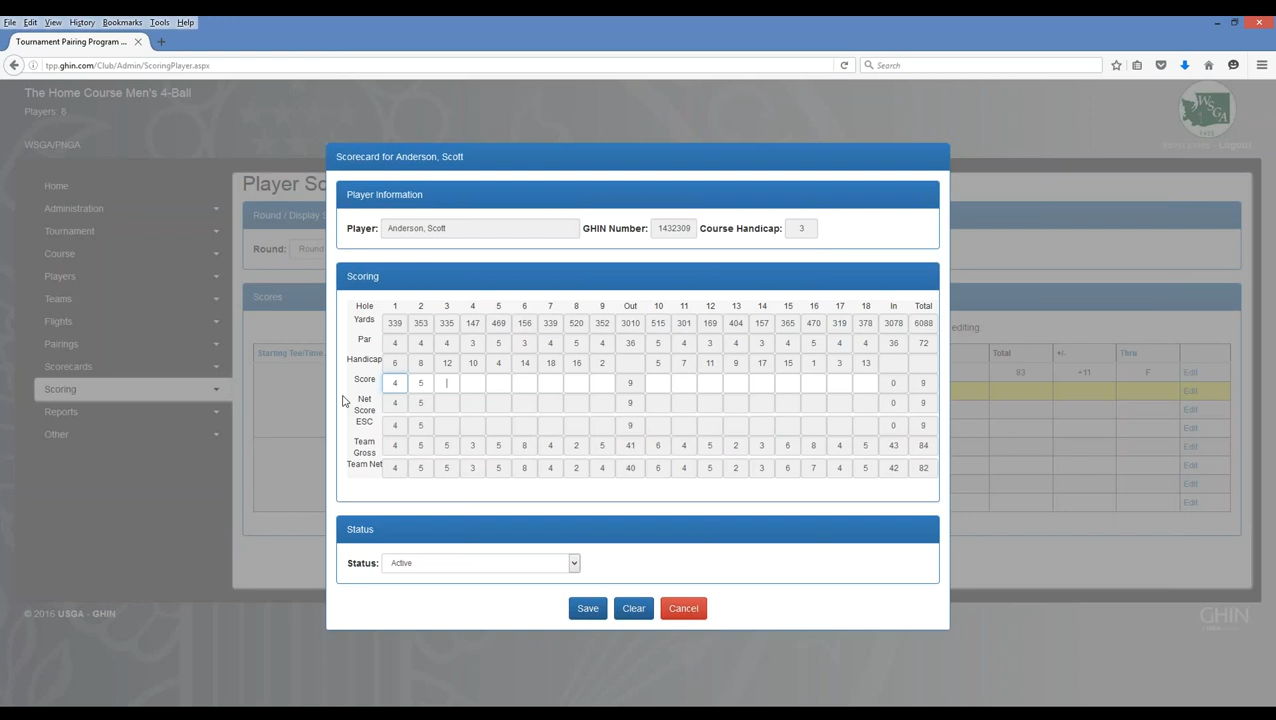 File Edit View History Bookmarks Tools Help
Tournament Pairing Program ...
tpp.ghin.com/Club/Admin/ScoringPlayer.aspx
Search
The Home Course Men's 4-Ball
Players: 8
WSGA/PNGA
WSGA
Logout
Home
Administration
Tournament
Course
Players
Teams
Flights
Pairings
Scorecards
Scoring
Reports
Other
Player Sc
Round / Display
Round: Round
Scores
editing
Starting Tee/Time
Total +/- Thru
83 +11 F Edit
Edit
Edit
Edit
Edit
Edit
Edit
Edit
Scorecard for Anderson, Scott
Player Information
Player: Anderson, Scott GHIN Number: 1432309 Course Handicap: 3
Scoring
Hole 1 2 3 4 5 6 7 8 9 Out 10 11 12 13 14 15 16 17 18 In Total
Yards 339 353 335 147 469 156 339 520 352 3010 515 301 169 404 157 365 470 319 378 3078 6088
Par 4 4 4 3 5 3 4 5 4 36 5 4 3 4 3 4 5 4 4 36 72
Handicap 6 8 12 10 4 14 18 16 2 5 7 11 9 17 15 1 3 13
Score 4 5 9 0 9
Net Score 4 5 9 0 9
ESC 4 5 9 0 9
Team Gross 4 5 5 3 5 8 4 2 5 41 6 4 5 2 3 6 8 4 5 43 84
Team Net 4 5 5 3 5 8 4 2 4 40 6 4 5 2 3 6 7 4 5 42 82
Status
Status: Active
Save Clear Cancel
© 2016 USGA - GHIN
GHIN